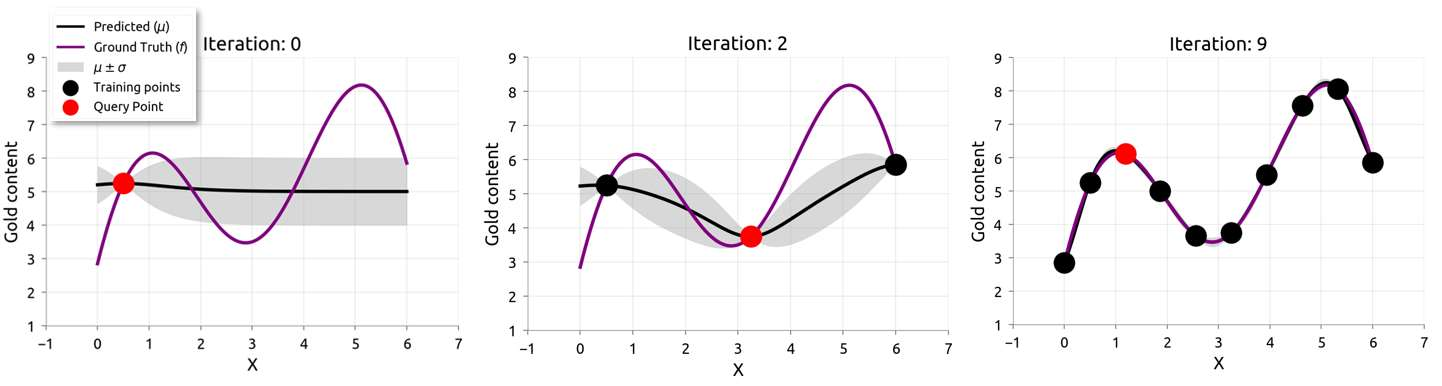 Predicted (μ)
Ground Truth (f)
μ ± σ
Training points
Query Point
Iteration: 0
Gold content
9
8
7
6
5
4
3
2
1
−1 0 1 2 3 4 5 6 7
X
Iteration: 2
Gold content
9
8
7
6
5
4
3
2
1
−1 0 1 2 3 4 5 6 7
X
Iteration: 9
Gold content
9
8
7
6
5
4
3
2
1
−1 0 1 2 3 4 5 6 7
X